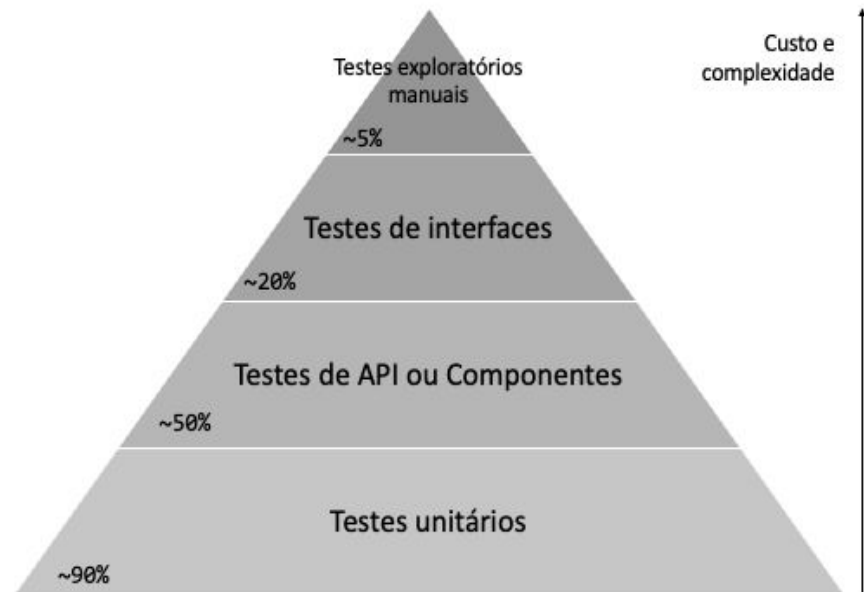 Testes exploratórios
manuais
Custo e
complexidade
~5%
Testes de interfaces
~20%
Testes de API ou Componentes
~50%
Testes unitários
~90%